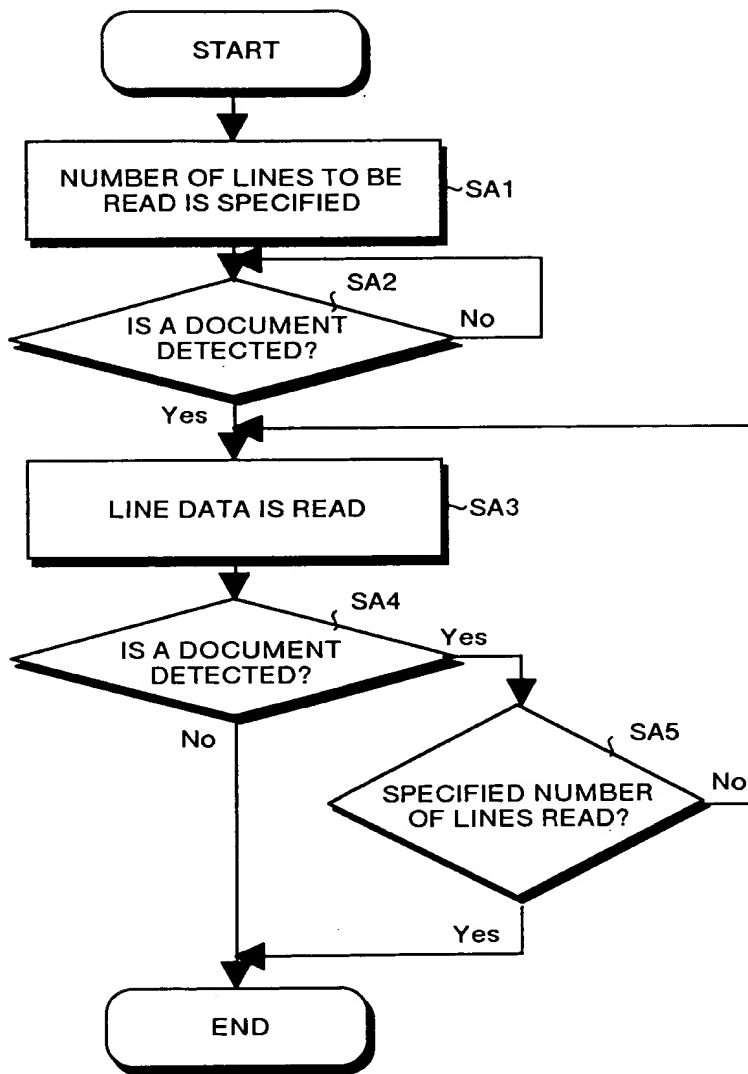 START
NUMBER OF LINES TO BE
READ IS SPECIFIED
SA1
SA2
IS A DOCUMENT
DETECTED?
No
Yes
LINE DATA IS READ
SA3
SA4
IS A DOCUMENT
DETECTED?
Yes
No
SA5
SPECIFIED NUMBER
OF LINES READ?
No
Yes
END